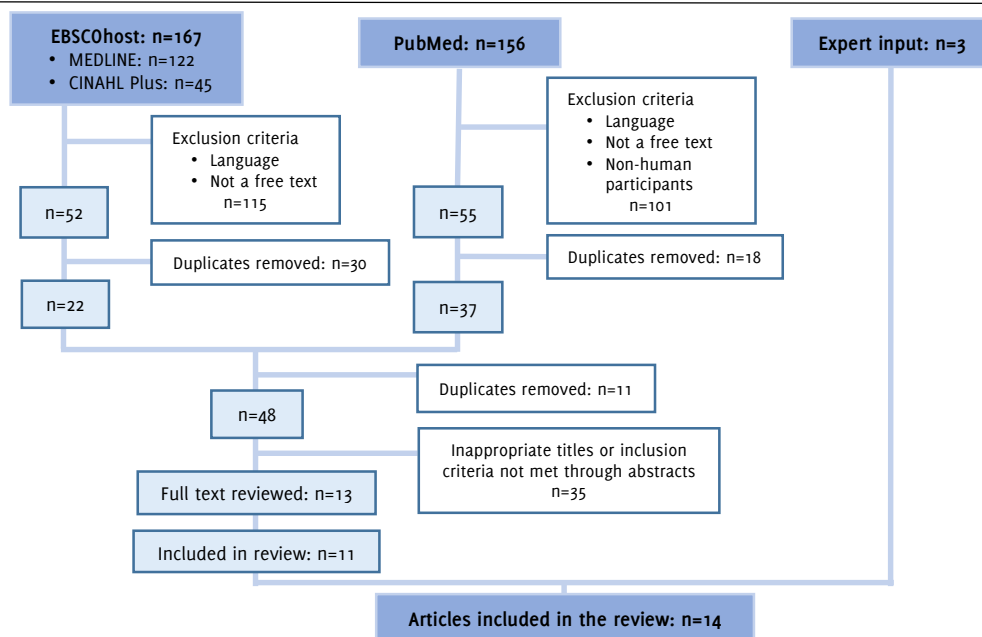 EBSCOhost: n=167
• MEDLINE: n=122
• CINAHL Plus: n=45
PubMed: n=156
Expert input: n=3
Exclusion criteria
• Language
• Not a free text
n=115
Exclusion criteria
• Language
• Not a free text
• Non-human
participants
n=101
n=52
n=55
Duplicates removed: n=30
Duplicates removed: n=18
n=22
n=37
Duplicates removed: n=11
n=48
Inappropriate titles or inclusion
criteria not met through abstracts
n=35
Full text reviewed: n=13
Included in review: n=11
Articles included in the review: n=14